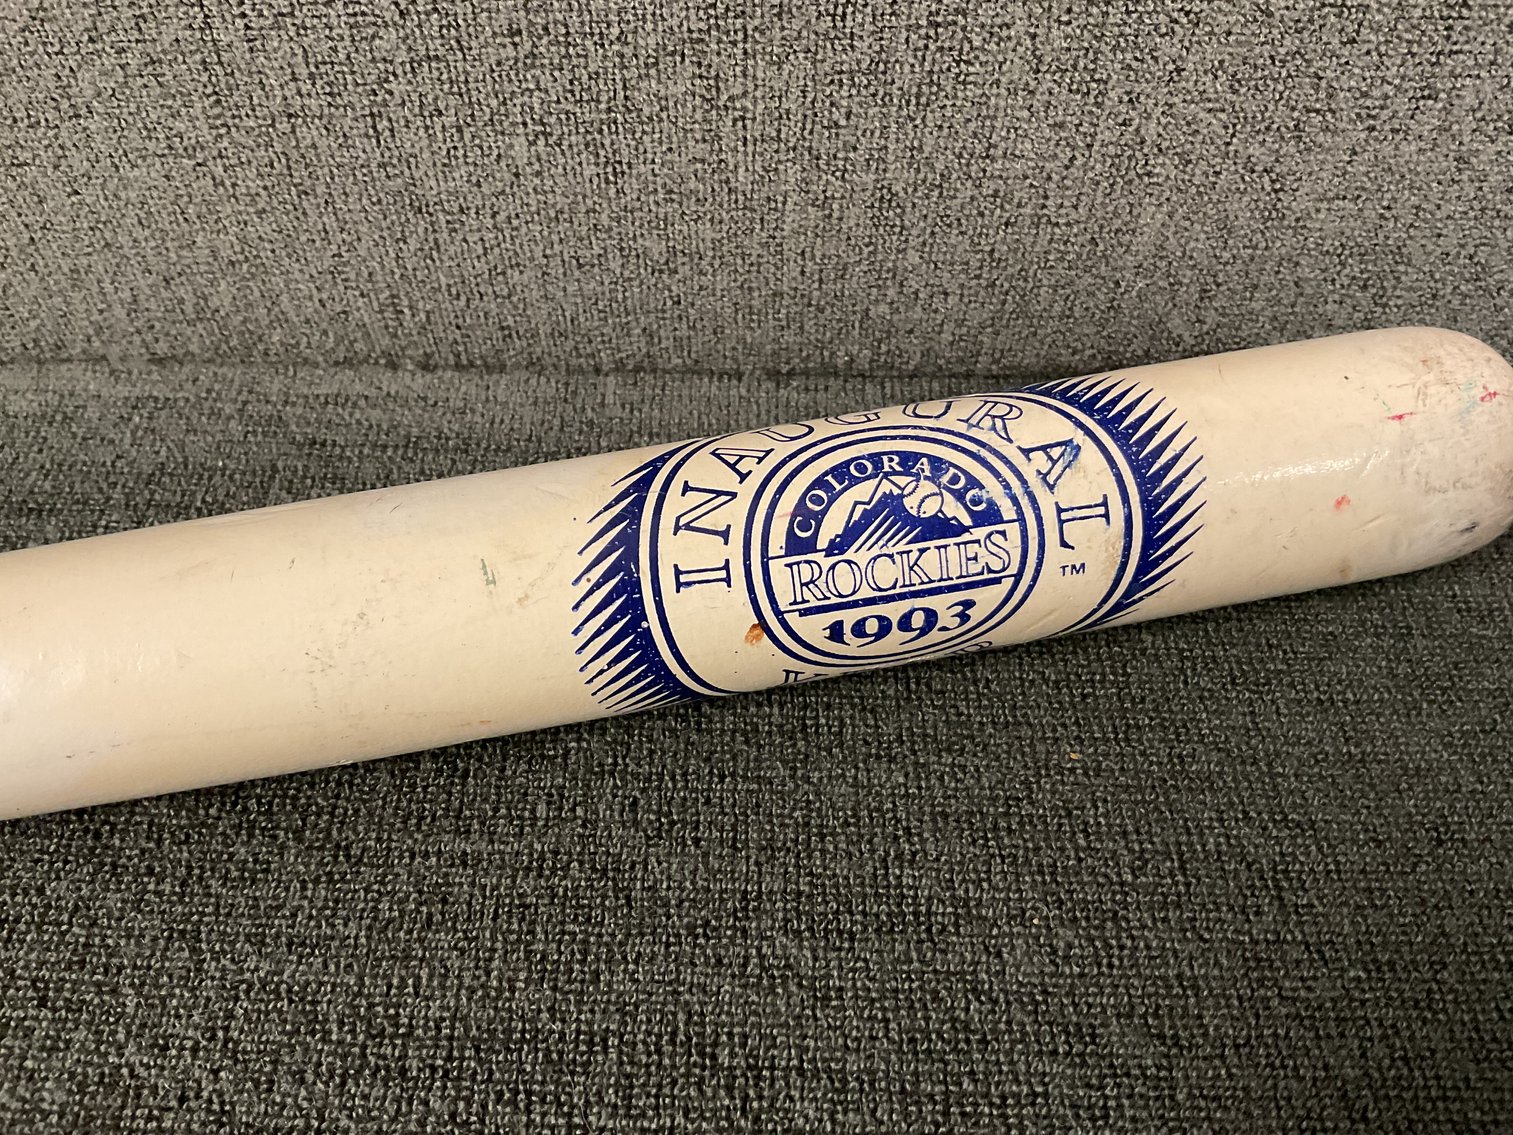 INAUGURAL
COLORADO
ROCKIES
1993
TM